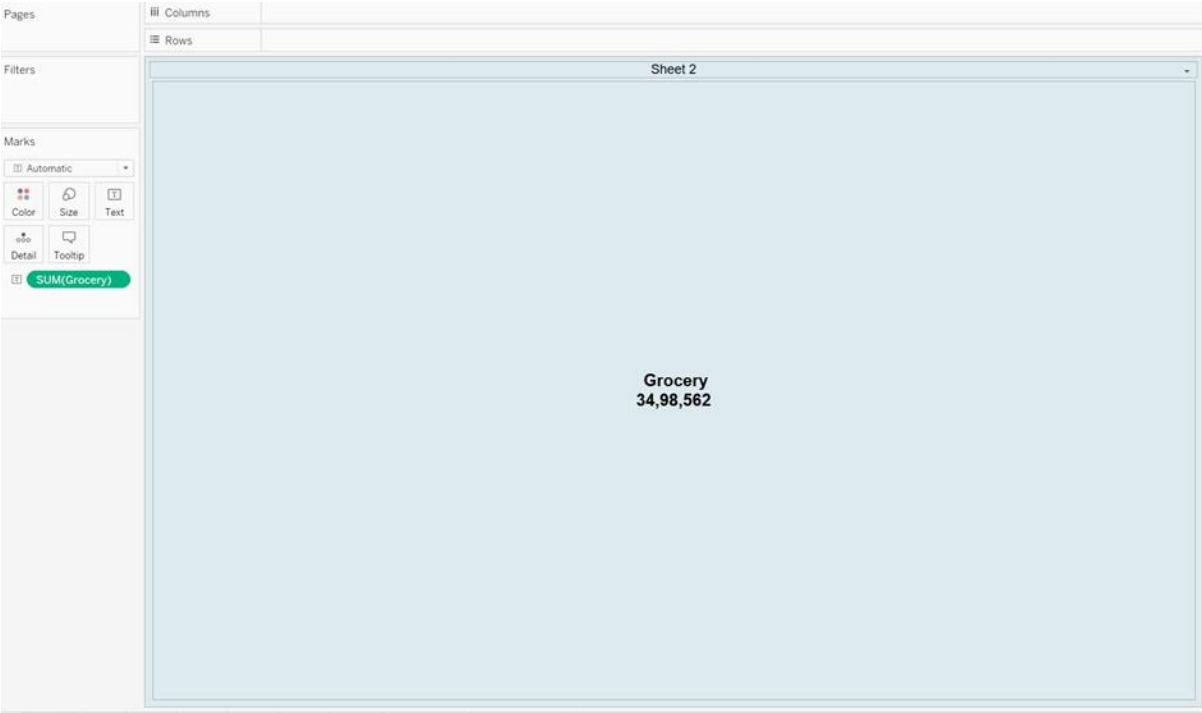 Pages
Columns
Rows
Filters
Sheet 2
Marks
Automatic
Color Size Text
Detail Tooltip
SUM(Grocery)
Grocery
34,98,562